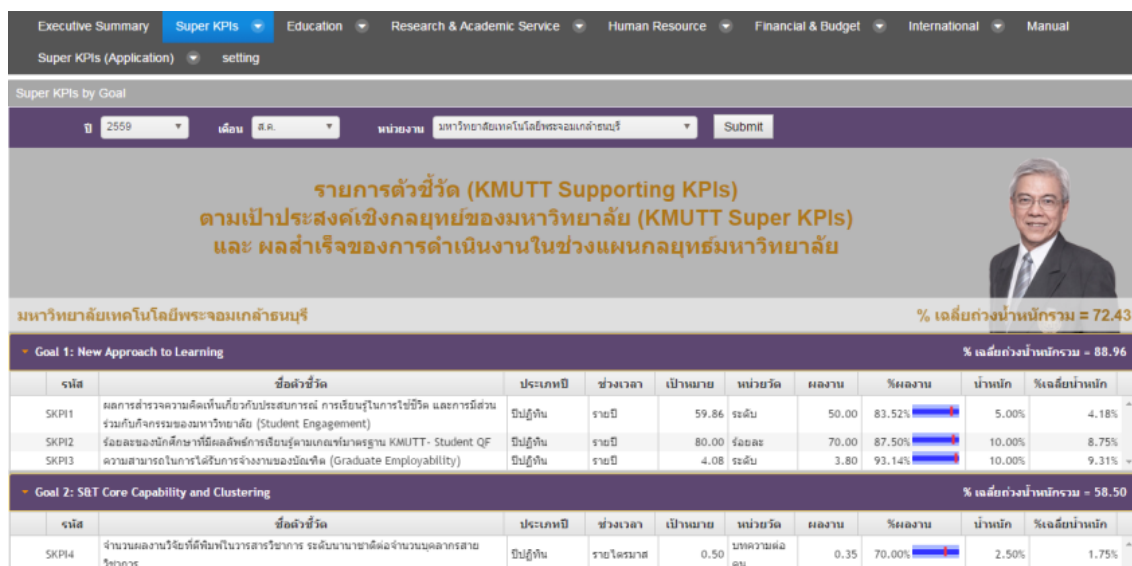 Executive Summary Super KPIs Education Research & Academic Service Human Resource Financial & Budget International Manual
Super KPIs (Application) setting
Super KPIs by Goal
ปี 2559 เดือน ส.ค. หน่วยงาน มหาวิทยาลัยเทคโนโลยีพระจอมเกล้าธนบุรี Submit
รายการตัวชี้วัด (KMUTT Supporting KPIs)
ตามเป้าประสงค์เชิงกลยุทย์ของมหาวิทยาลัย (KMUTT Super KPIs)
และ ผลสำเร็จของการดำเนินงานในช่วงแผนกลยุทธ์มหาวิทยาลัย
มหาวิทยาลัยเทคโนโลยีพระจอมเกล้าธนบุรี % เฉลี่ยถ่วงน้ำหนักรวม = 72.43
Goal 1: New Approach to Learning % เฉลี่ยถ่วงน้ำหนักรวม = 88.96
รหัส ชื่อตัวชี้วัด ประเภทปี ช่วงเวลา เป้าหมาย หน่วยวัด ผลงาน %ผลงาน น้ำหนัก %เฉลี่ยน้ำหนัก
SKPI1 ผลการสำรวจความคิดเห็นเกี่ยวกับประสบการณ์ การเรียนรู้ในการใช้ชีวิต และการมีส่วน ปีปฏิทิน รายปี 59.86 ระดับ 50.00 83.52% 5.00% 4.18%
ร่วมกับกิจกรรมของมหาวิทยาลัย (Student Engagement)
SKPI2 ร้อยละของนักศึกษาที่มีผลลัพธ์การเรียนรู้ตามเกณฑ์มาตรฐาน KMUTT- Student QF ปีปฏิทิน รายปี 80.00 ร้อยละ 70.00 87.50% 10.00% 8.75%
SKPI3 ความสามารถในการได้รับการจ้างงานของบัณฑิต (Graduate Employability) ปีปฏิทิน รายปี 4.08 ระดับ 3.80 93.14% 10.00% 9.31%
Goal 2: S&T Core Capability and Clustering % เฉลี่ยถ่วงน้ำหนักรวม = 58.50
รหัส ชื่อตัวชี้วัด ประเภทปี ช่วงเวลา เป้าหมาย หน่วยวัด ผลงาน %ผลงาน น้ำหนัก %เฉลี่ยน้ำหนัก
SKPI4 จำนวนผลงานวิจัยที่ตีพิมพ์ในวารสารวิชาการ ระดับนานาชาติต่อจำนวนบุคลากรสาย ปีปฏิทิน รายไตรมาส 0.50 บทความต่อ 0.35 70.00% 2.50% 1.75%
วิชาการ คน